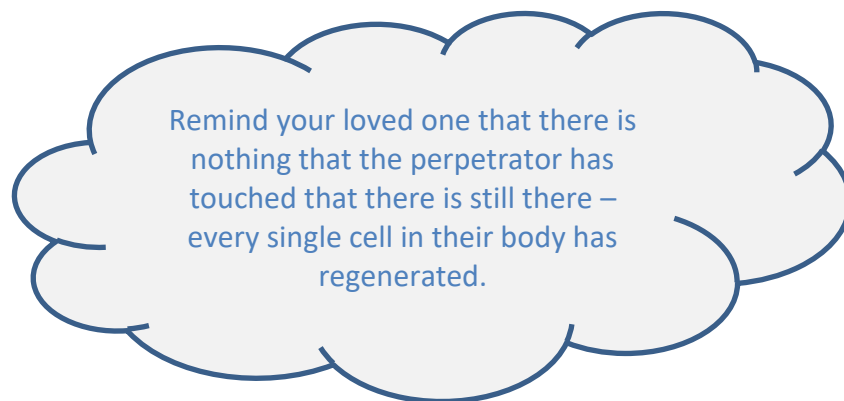 Remind your loved one that there is
nothing that the perpetrator has
touched that there is still there –
every single cell in their body has
regenerated.